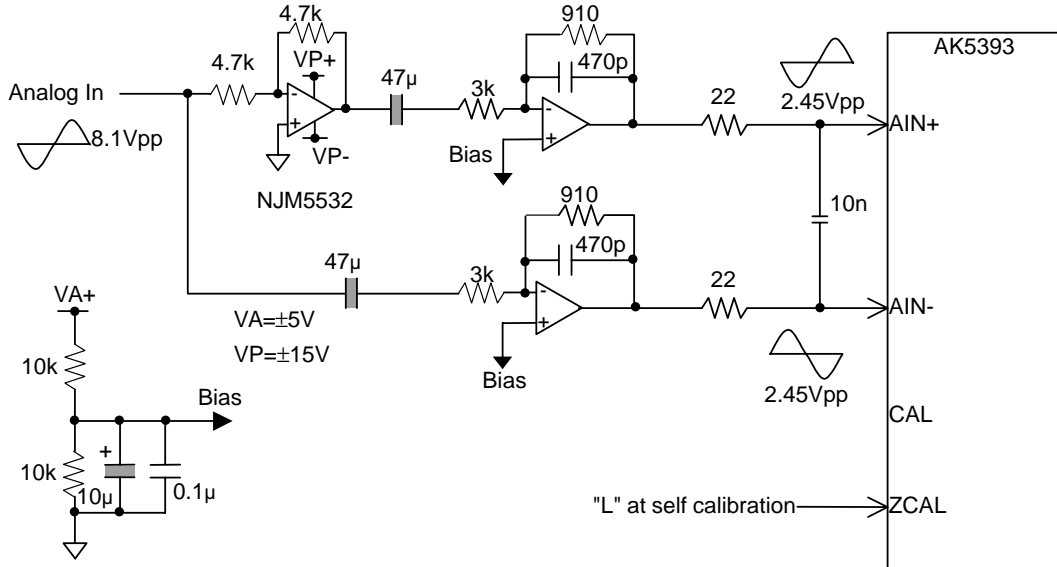 4.7k
910
AK5393
4.7k
VP+
47µ
470p
Analog In
3k
22
2.45Vpp
8.1Vpp
-
+
-
+
AIN+
VP-
Bias
NJM5532
910
10n
470p
47µ
3k
22
VA+
-
+
AIN-
VA=±5V
VP=±15V
10k
Bias
2.45Vpp
Bias
CAL
10k
+
10µ
0.1µ
"L" at self calibration
ZCAL